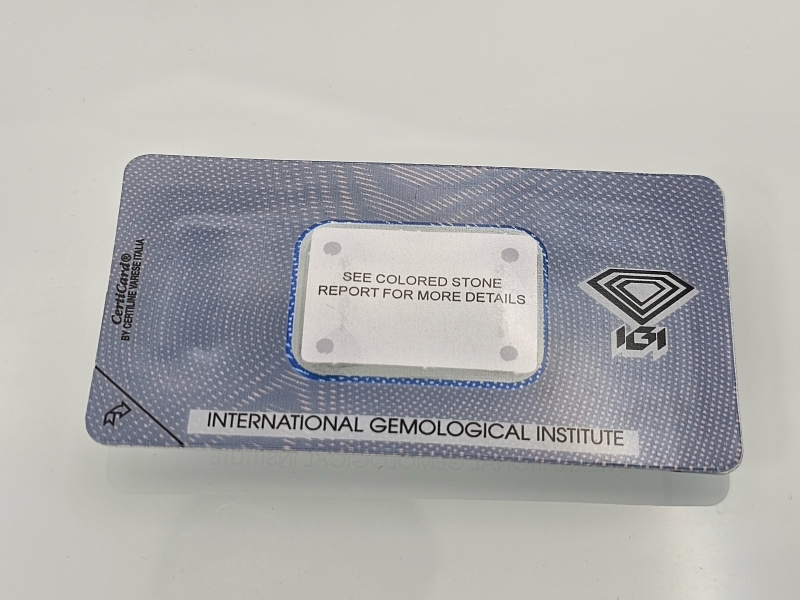 CertiCard®
BY CERTILINE VARESE ITALIA
SEE COLORED STONE
REPORT FOR MORE DETAILS
IGI
INTERNATIONAL GEMOLOGICAL INSTITUTE